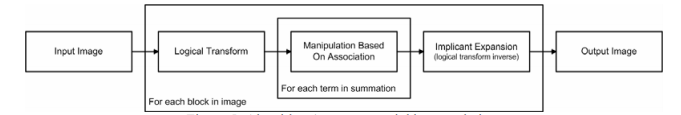 Input Image
Logical Transform
Manipulation Based
On Association
Implicant Expansion
(logical transform inverse)
Output Image
For each term in summation
For each block in image